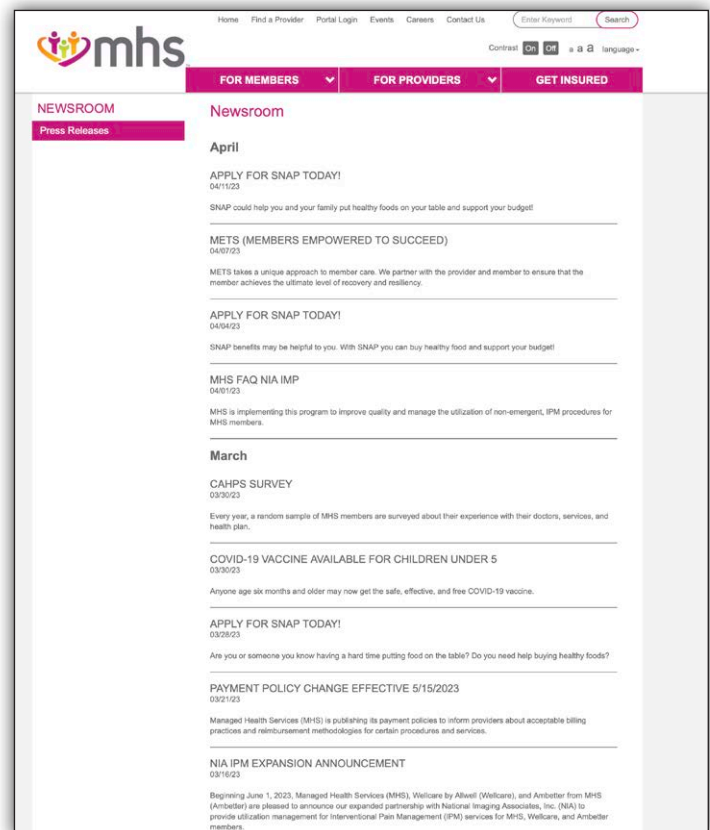 Home Find a Provider Portal Login Events Careers Contact Us Enter Keyword Search
mhs
Contrast On Off a a a language
FOR MEMBERS FOR PROVIDERS GET INSURED
NEWSROOM
Press Releases
Newsroom
April
APPLY FOR SNAP TODAY!
04/11/23
SNAP could help you and your family put healthy foods on your table and support your budget!
METS (MEMBERS EMPOWERED TO SUCCEED)
04/07/23
METS takes a unique approach to member care. We partner with the provider and member to ensure that the
member achieves the ultimate level of recovery and resiliency.
APPLY FOR SNAP TODAY!
04/04/23
SNAP benefits may be helpful to you. With SNAP you can buy healthy food and support your budget!
MHS FAQ NIA IMP
04/01/23
MHS is implementing this program to improve quality and manage the utilization of non-emergent, IPM procedures for
MHS members.
March
CAHPS SURVEY
03/30/23
Every year, a random sample of MHS members are surveyed about their experience with their doctors, services, and
health plan.
COVID-19 VACCINE AVAILABLE FOR CHILDREN UNDER 5
03/30/23
Anyone age six months and older may now get the safe, effective, and free COVID-19 vaccine.
APPLY FOR SNAP TODAY!
03/28/23
Are you or someone you know having a hard time putting food on the table? Do you need help buying healthy foods?
PAYMENT POLICY CHANGE EFFECTIVE 5/15/2023
03/21/23
Managed Health Services (MHS) is publishing its payment policies to inform providers about acceptable billing
practices and reimbursement methodologies for certain procedures and services.
NIA IPM EXPANSION ANNOUNCEMENT
03/16/23
Beginning June 1, 2023, Managed Health Services (MHS), Wellcare by Allwell (Wellcare), and Ambetter from MHS
(Ambetter) are pleased to announce our expanded partnership with National Imaging Associates, Inc. (NIA) to
provide utilization management for Interventional Pain Management (IPM) services for MHS, Wellcare, and Ambetter
members.